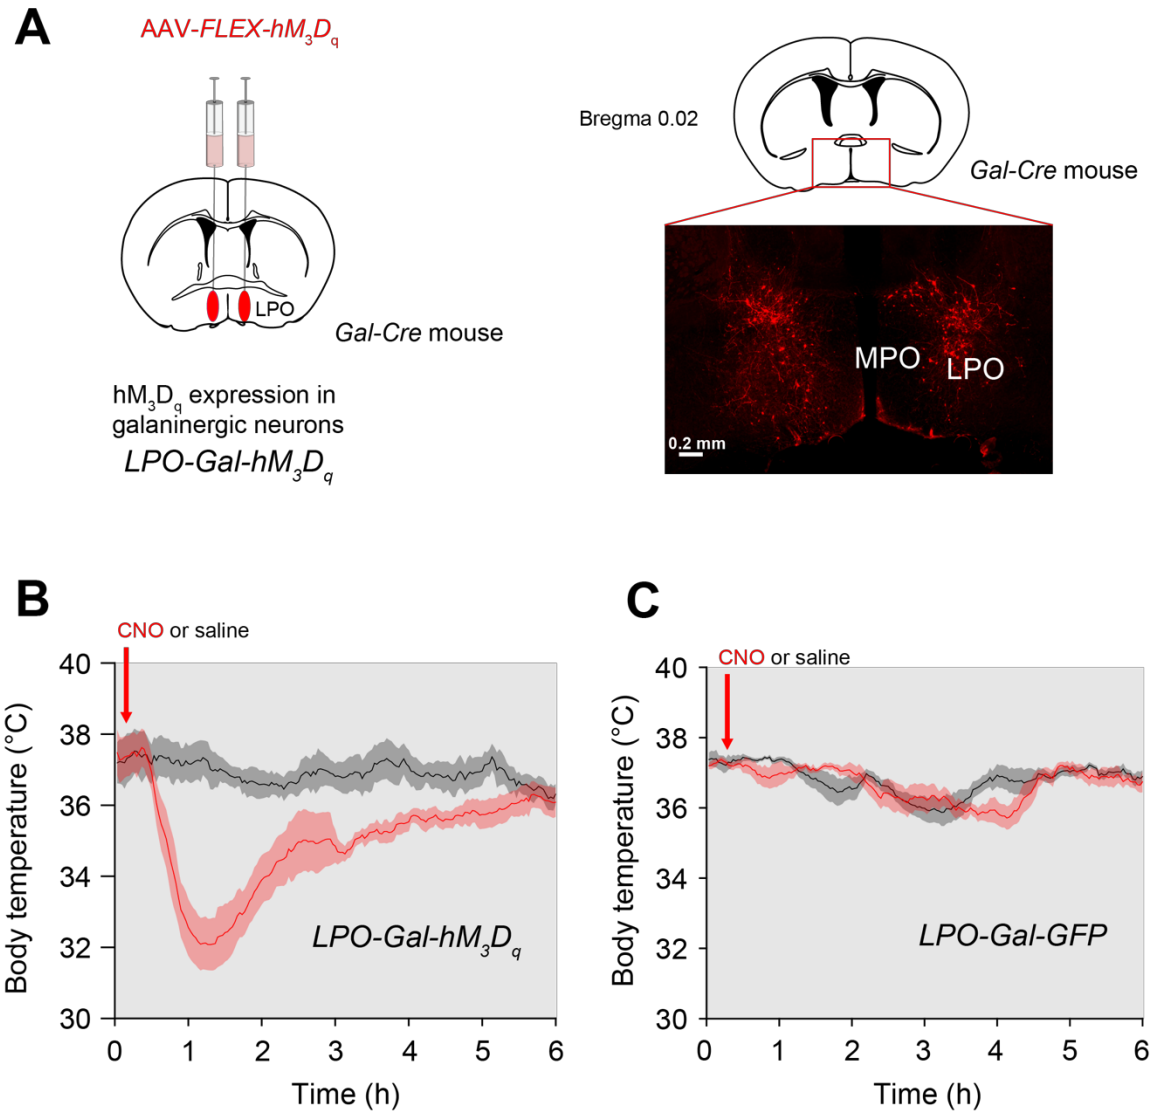 A
AAV-FLEX-hM3Dq
LPO
Gal-Cre mouse
hM3Dq expression in
galaninergic neurons
LPO-Gal-hM3Dq
Bregma 0.02
Gal-Cre mouse
MPO
LPO
0.2 mm
B
CNO or saline
Body temperature (°C)
40
38
36
34
32
30
LPO-Gal-hM3Dq
0 1 2 3 4 5 6
Time (h)
C
CNO or saline
Body temperature (°C)
40
38
36
34
32
30
LPO-Gal-GFP
0 1 2 3 4 5 6
Time (h)